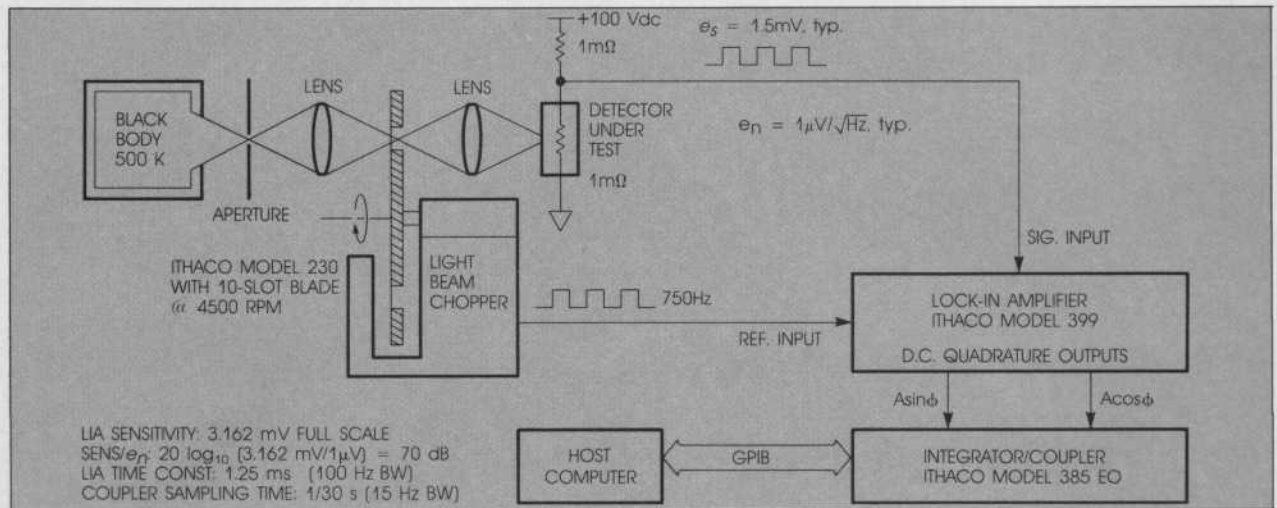 +100 Vdc
1mΩ
eₛ = 1.5mV, typ.
LENS
LENS
BLACK
BODY
500 K
DETECTOR
UNDER
TEST
eₙ = 1µV/√Hz, typ.
1mΩ
APERTURE
SIG. INPUT
ITHACO MODEL 230
WITH 10-SLOT BLADE
@ 4500 RPM
LIGHT
BEAM
CHOPPER
750Hz
REF. INPUT
LOCK-IN AMPLIFIER
ITHACO MODEL 399
D.C. QUADRATURE OUTPUTS
Asinϕ
Acosϕ
LIA SENSITIVITY: 3.162 mV FULL SCALE
SENS/eₙ: 20 log₁₀ (3.162 mV/1µV) = 70 dB
LIA TIME CONST: 1.25 ms (100 Hz BW)
COUPLER SAMPLING TIME: 1/30 s (15 Hz BW)
HOST
COMPUTER
GPIB
INTEGRATOR/COUPLER
ITHACO MODEL 385 EO